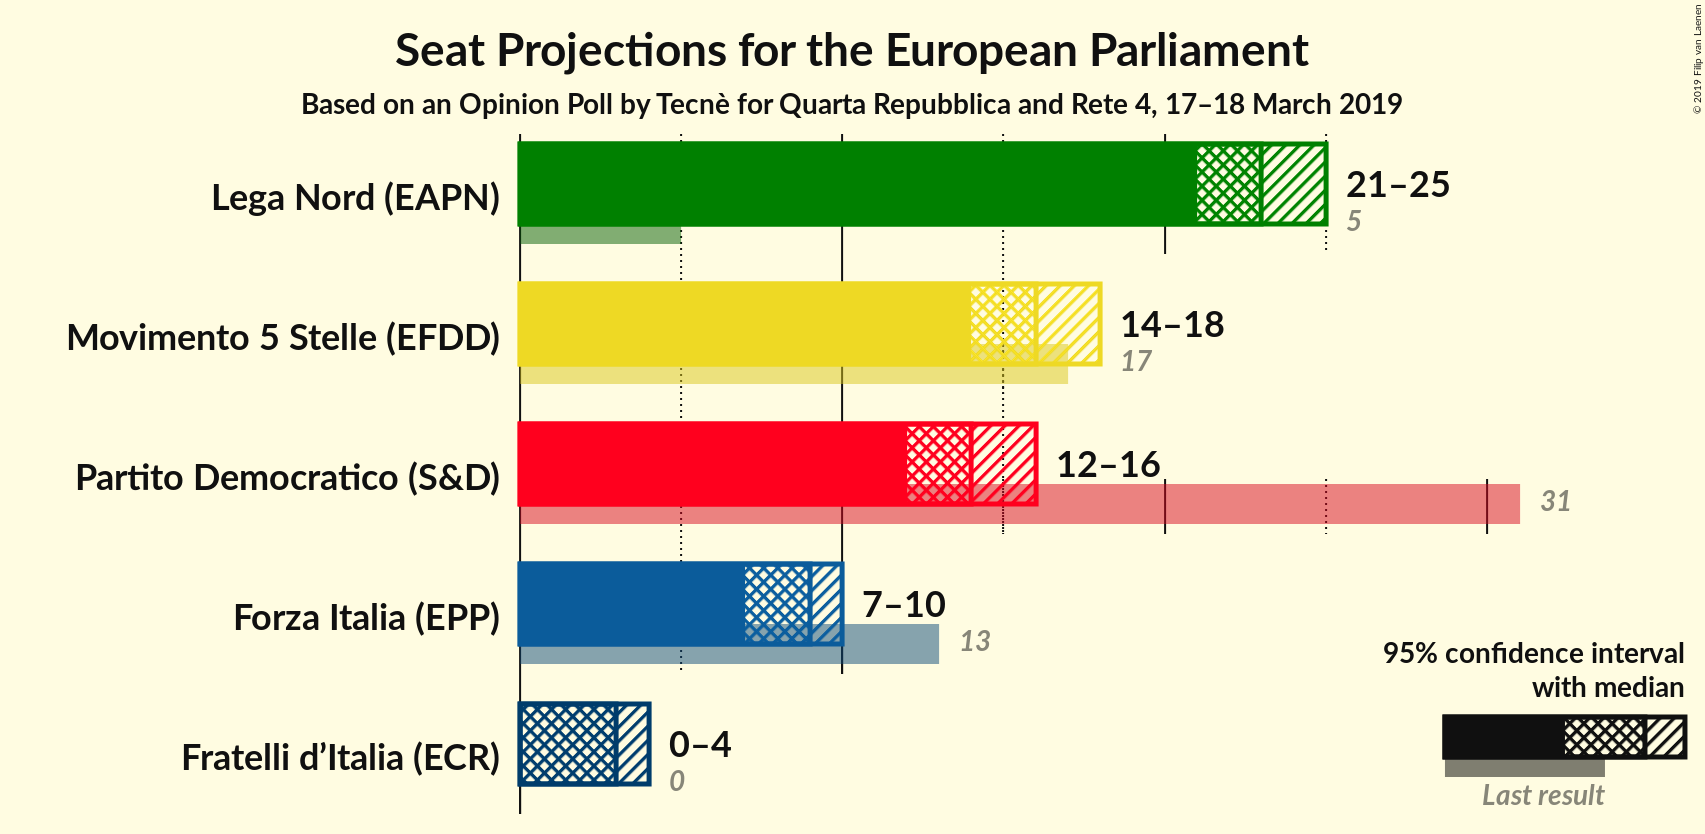 Seat Projections for the European Parliament
Based on an Opinion Poll by Tecnè for Quarta Repubblica and Rete 4, 17–18 March 2019
© 2019 Filip van Laenen
Lega Nord (EAPN)
21–25
5
Movimento 5 Stelle (EFDD)
14–18
17
Partito Democratico (S&D)
12–16
31
Forza Italia (EPP)
7–10
13
Fratelli d’Italia (ECR)
0–4
0
95% confidence interval
with median
Last result